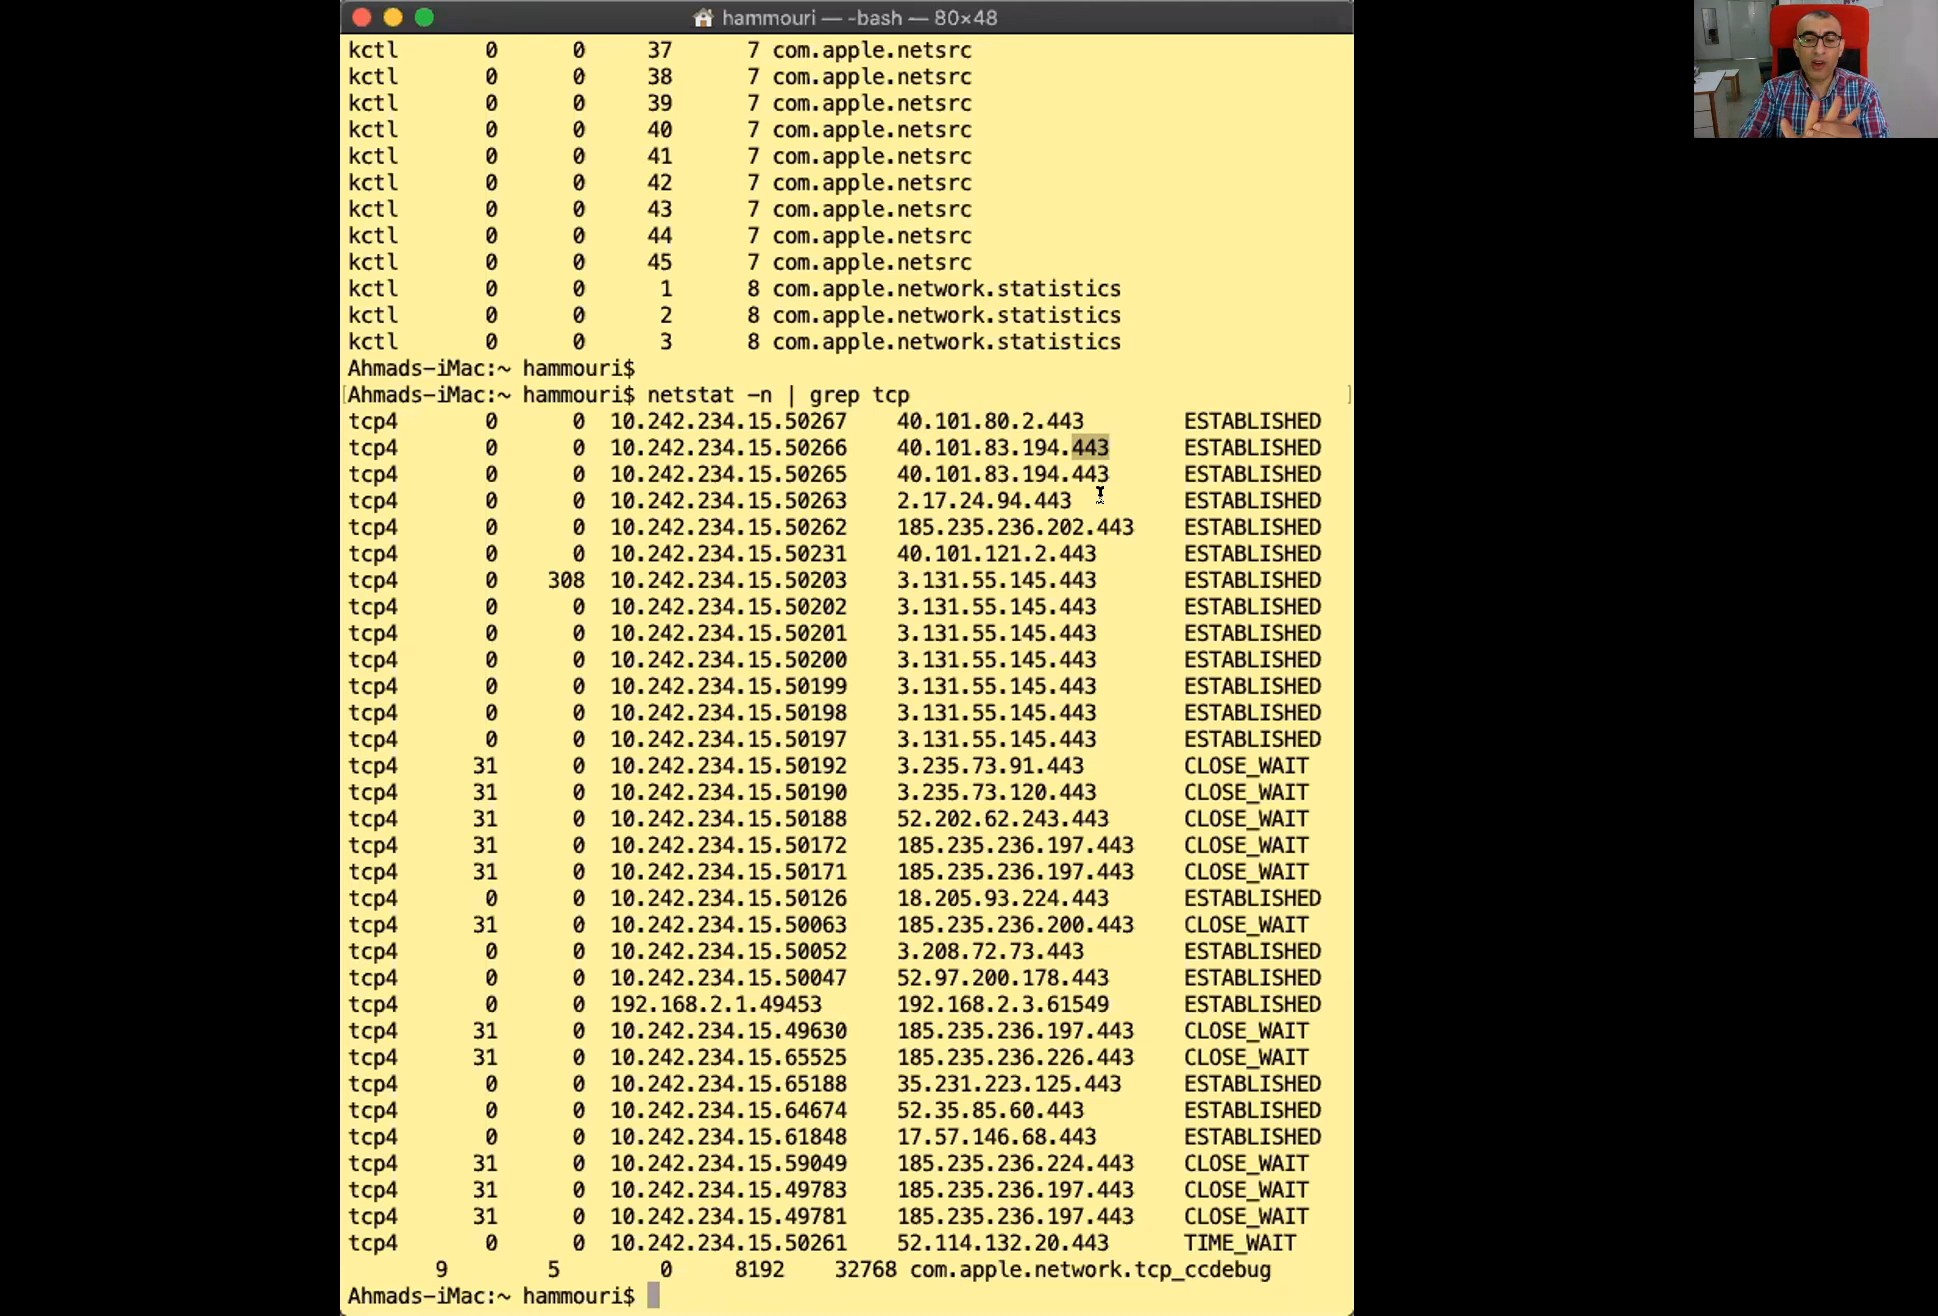 hammouri — -bash — 80×48
kctl 0 0 37 7 com.apple.netsrc
kctl 0 0 38 7 com.apple.netsrc
kctl 0 0 39 7 com.apple.netsrc
kctl 0 0 40 7 com.apple.netsrc
kctl 0 0 41 7 com.apple.netsrc
kctl 0 0 42 7 com.apple.netsrc
kctl 0 0 43 7 com.apple.netsrc
kctl 0 0 44 7 com.apple.netsrc
kctl 0 0 45 7 com.apple.netsrc
kctl 0 0 1 8 com.apple.network.statistics
kctl 0 0 2 8 com.apple.network.statistics
kctl 0 0 3 8 com.apple.network.statistics
Ahmads-iMac:~ hammouri$
[Ahmads-iMac:~ hammouri$ netstat -n | grep tcp ]
tcp4 0 0 10.242.234.15.50267 40.101.80.2.443 ESTABLISHED
tcp4 0 0 10.242.234.15.50266 40.101.83.194.443 ESTABLISHED
tcp4 0 0 10.242.234.15.50265 40.101.83.194.443 ESTABLISHED
tcp4 0 0 10.242.234.15.50263 2.17.24.94.443 ESTABLISHED
tcp4 0 0 10.242.234.15.50262 185.235.236.202.443 ESTABLISHED
tcp4 0 0 10.242.234.15.50231 40.101.121.2.443 ESTABLISHED
tcp4 0 308 10.242.234.15.50203 3.131.55.145.443 ESTABLISHED
tcp4 0 0 10.242.234.15.50202 3.131.55.145.443 ESTABLISHED
tcp4 0 0 10.242.234.15.50201 3.131.55.145.443 ESTABLISHED
tcp4 0 0 10.242.234.15.50200 3.131.55.145.443 ESTABLISHED
tcp4 0 0 10.242.234.15.50199 3.131.55.145.443 ESTABLISHED
tcp4 0 0 10.242.234.15.50198 3.131.55.145.443 ESTABLISHED
tcp4 0 0 10.242.234.15.50197 3.131.55.145.443 ESTABLISHED
tcp4 31 0 10.242.234.15.50192 3.235.73.91.443 CLOSE_WAIT
tcp4 31 0 10.242.234.15.50190 3.235.73.120.443 CLOSE_WAIT
tcp4 31 0 10.242.234.15.50188 52.202.62.243.443 CLOSE_WAIT
tcp4 31 0 10.242.234.15.50172 185.235.236.197.443 CLOSE_WAIT
tcp4 31 0 10.242.234.15.50171 185.235.236.197.443 CLOSE_WAIT
tcp4 0 0 10.242.234.15.50126 18.205.93.224.443 ESTABLISHED
tcp4 31 0 10.242.234.15.50063 185.235.236.200.443 CLOSE_WAIT
tcp4 0 0 10.242.234.15.50052 3.208.72.73.443 ESTABLISHED
tcp4 0 0 10.242.234.15.50047 52.97.200.178.443 ESTABLISHED
tcp4 0 0 192.168.2.1.49453 192.168.2.3.61549 ESTABLISHED
tcp4 31 0 10.242.234.15.49630 185.235.236.197.443 CLOSE_WAIT
tcp4 31 0 10.242.234.15.65525 185.235.236.226.443 CLOSE_WAIT
tcp4 0 0 10.242.234.15.65188 35.231.223.125.443 ESTABLISHED
tcp4 0 0 10.242.234.15.64674 52.35.85.60.443 ESTABLISHED
tcp4 0 0 10.242.234.15.61848 17.57.146.68.443 ESTABLISHED
tcp4 31 0 10.242.234.15.59049 185.235.236.224.443 CLOSE_WAIT
tcp4 31 0 10.242.234.15.49783 185.235.236.197.443 CLOSE_WAIT
tcp4 31 0 10.242.234.15.49781 185.235.236.197.443 CLOSE_WAIT
tcp4 0 0 10.242.234.15.50261 52.114.132.20.443 TIME_WAIT
9 5 0 8192 32768 com.apple.network.tcp_ccdebug
Ahmads-iMac:~ hammouri$